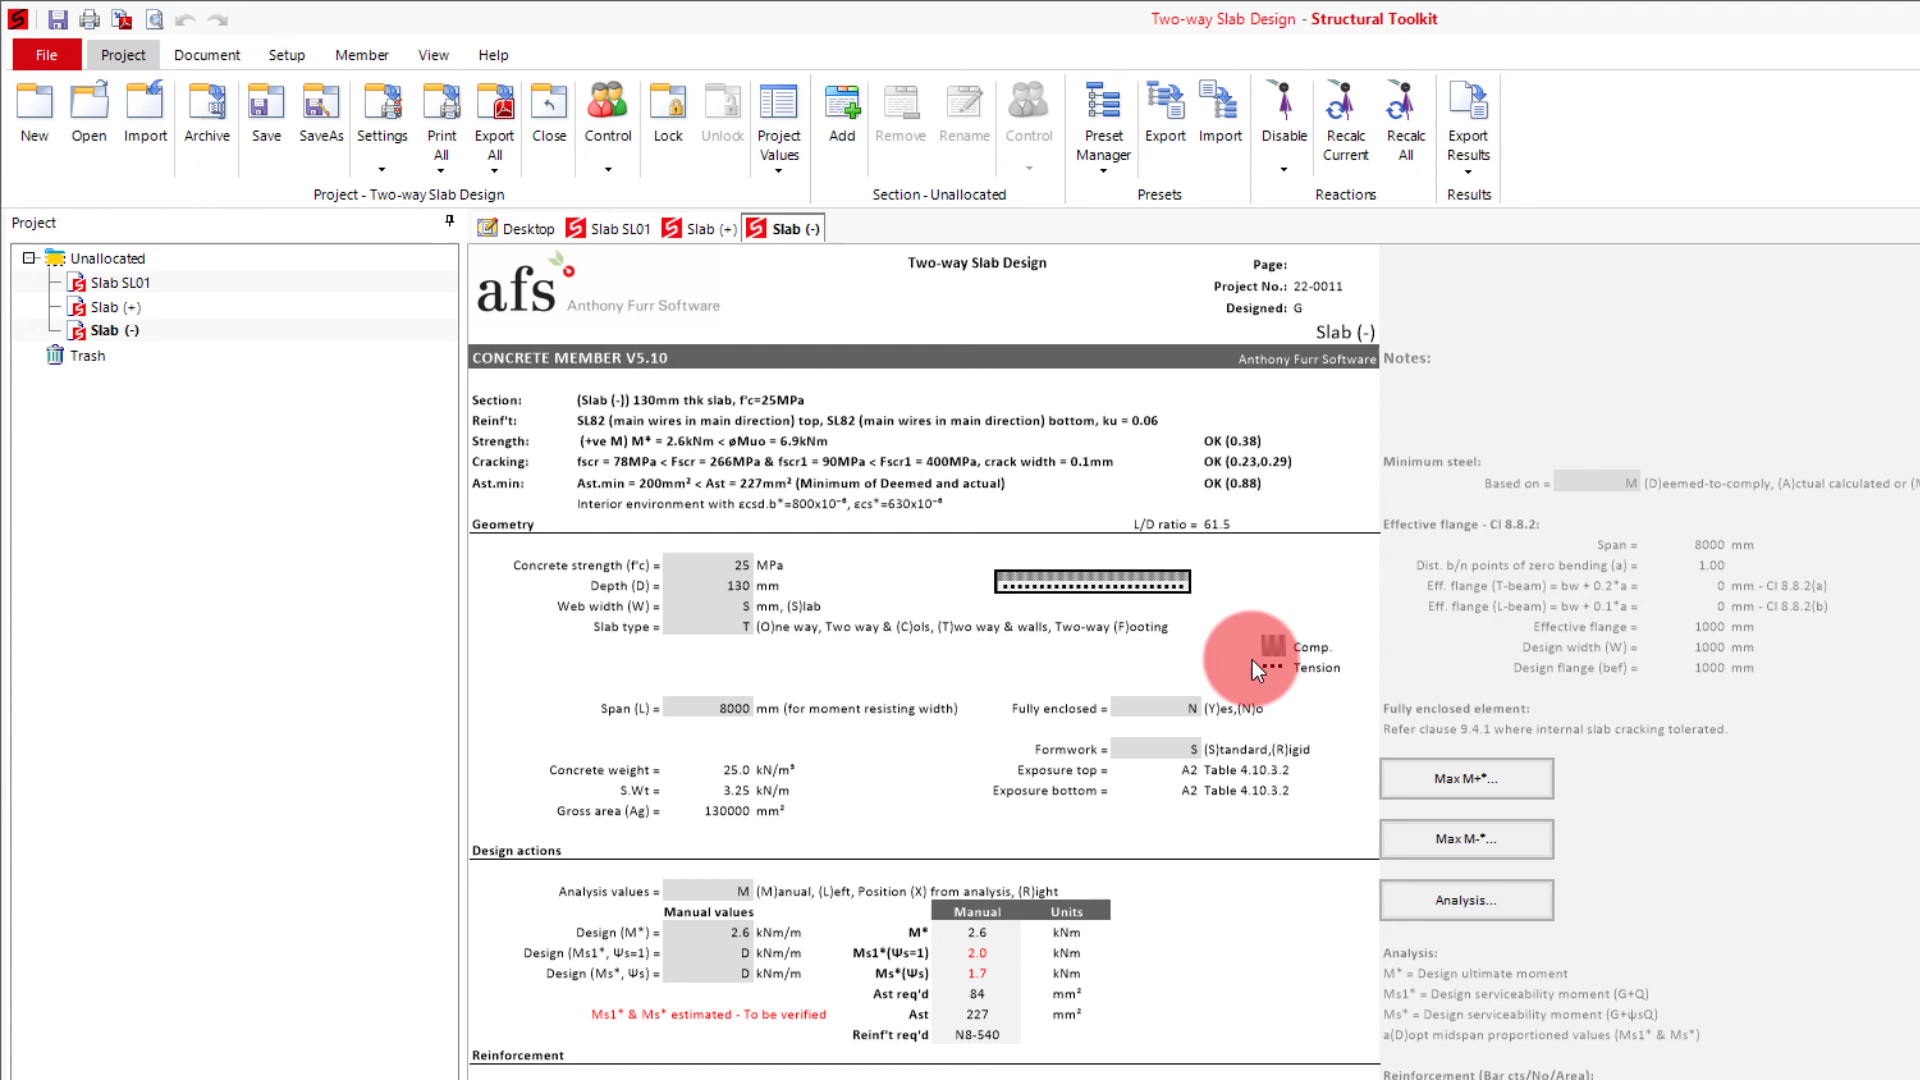 Two-way Slab Design - Structural Toolkit
File Project Document Setup Member View Help
New Open Import Archive Save SaveAs Settings Print All Export All Close Control Lock Unlock Project Values Add Remove Rename Control Preset Manager Export Import Disable Recalc Current Recalc All Export Results
Project - Two-way Slab Design Section - Unallocated Presets Reactions Results
Project
Unallocated
Slab SL01
Slab (+)
Slab (-)
Trash
Desktop Slab SL01 Slab (+) Slab (-)
afs Anthony Furr Software
Two-way Slab Design
Page:
Project No.: 22-0011
Designed: G
Slab (-)
CONCRETE MEMBER V5.10 Anthony Furr Software
Section: (Slab (-)) 130mm thk slab, f'c=25MPa
Reinf't: SL82 (main wires in main direction) top, SL82 (main wires in main direction) bottom, ku = 0.06
Strength: (+ve M) M* = 2.6kNm < øMuo = 6.9kNm OK (0.38)
Cracking: fscr = 78MPa < Fscr = 266MPa & fscr1 = 90MPa < Fscr1 = 400MPa, crack width = 0.1mm OK (0.23,0.29)
Ast.min: Ast.min = 200mm² < Ast = 227mm² (Minimum of Deemed and actual) OK (0.88)
Interior environment with εcsd.b*=800x10⁻⁶, εcs*=630x10⁻⁶
Geometry L/D ratio = 61.5
Concrete strength (f'c) = 25 MPa
Depth (D) = 130 mm
Web width (W) = S mm, (S)lab
Slab type = T (O)ne way, Two way & (C)ols, (T)wo way & walls, Two-way (F)ooting
Comp.
Tension
Span (L) = 8000 mm (for moment resisting width) Fully enclosed = N (Y)es,(N)o
Formwork = S (S)tandard,(R)igid
Concrete weight = 25.0 kN/m³ Exposure top = A2 Table 4.10.3.2
S.Wt = 3.25 kN/m Exposure bottom = A2 Table 4.10.3.2
Gross area (Ag) = 130000 mm²
Design actions
Analysis values = M (M)anual, (L)eft, Position (X) from analysis, (R)ight
Manual values Manual Units
Design (M*) = 2.6 kNm/m M* 2.6 kNm
Design (Ms1*, Ψs=1) = D kNm/m Ms1*(Ψs=1) 2.0 kNm
Design (Ms*, Ψs) = D kNm/m Ms*(Ψs) 1.7 kNm
Ast req'd 84 mm²
Ms1* & Ms* estimated - To be verified Ast 227 mm²
Reinf't req'd N8-540
Reinforcement
Notes:
Minimum steel:
Based on = M (D)eemed-to-comply, (A)ctual calculated or (M
Effective flange - Cl 8.8.2:
Span = 8000 mm
Dist. b/n points of zero bending (a) = 1.00
Eff. flange (T-beam) = bw + 0.2*a = 0 mm - Cl 8.8.2(a)
Eff. flange (L-beam) = bw + 0.1*a = 0 mm - Cl 8.8.2(b)
Effective flange = 1000 mm
Design width (W) = 1000 mm
Design flange (bef) = 1000 mm
Fully enclosed element:
Refer clause 9.4.1 where internal slab cracking tolerated.
Max M+*...
Max M-*...
Analysis...
Analysis:
M* = Design ultimate moment
Ms1* = Design serviceability moment (G+Q)
Ms* = Design serviceability moment (G+ψsQ)
a(D)opt midspan proportioned values (Ms1* & Ms*)
Reinforcement (Bar cts/No/Area):